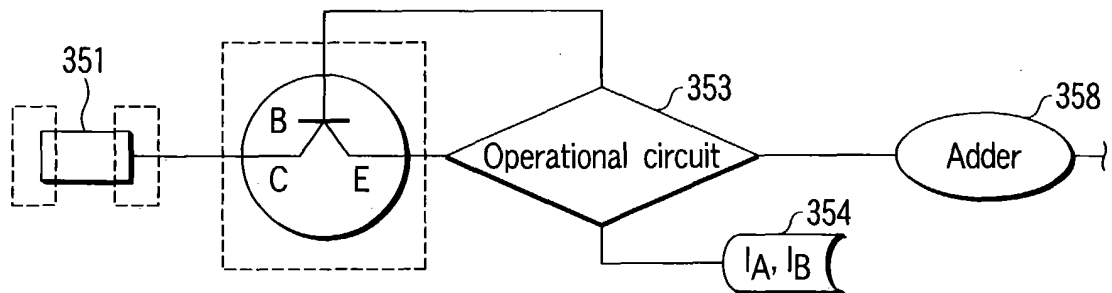 351
B
C
E
353
Operational circuit
354
IA, IB
358
Adder